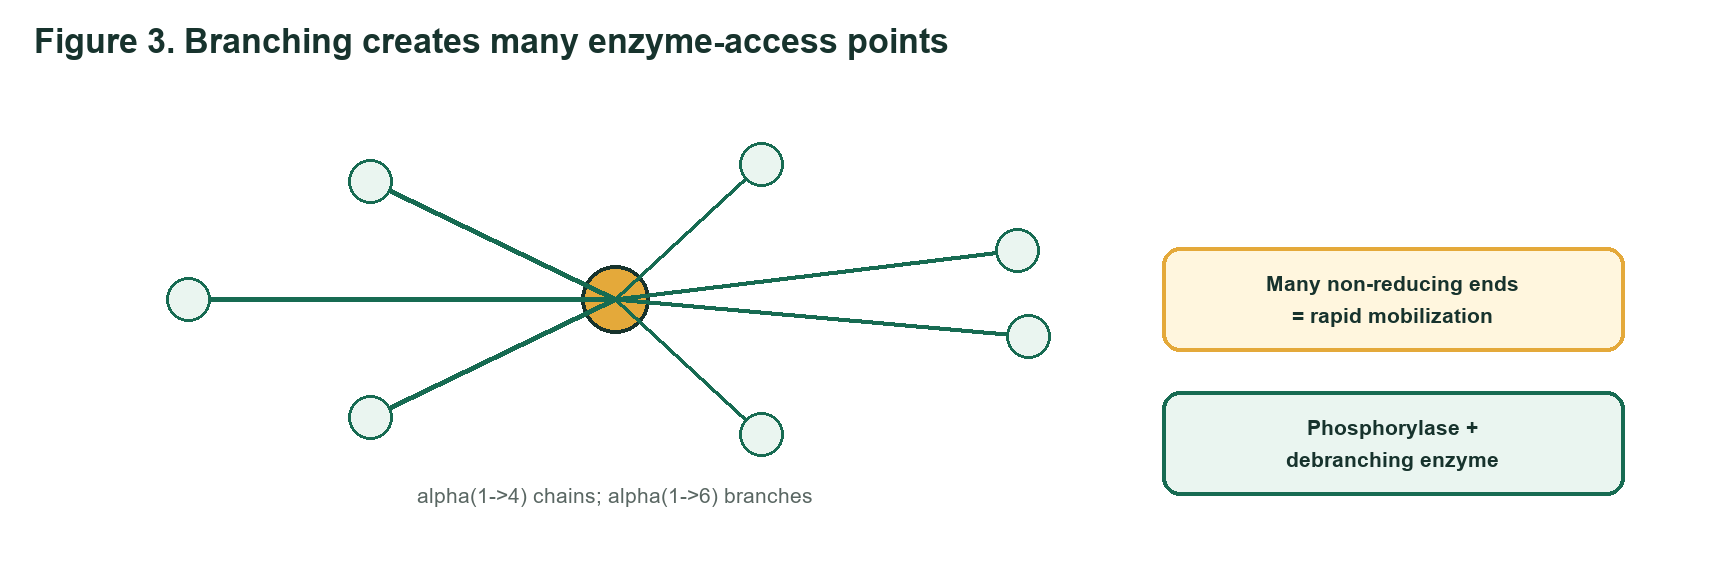 Figure 3. Branching creates many enzyme-access points
Many non-reducing ends
= rapid mobilization
Phosphorylase +
debranching enzyme
alpha(1->4) chains; alpha(1->6) branches